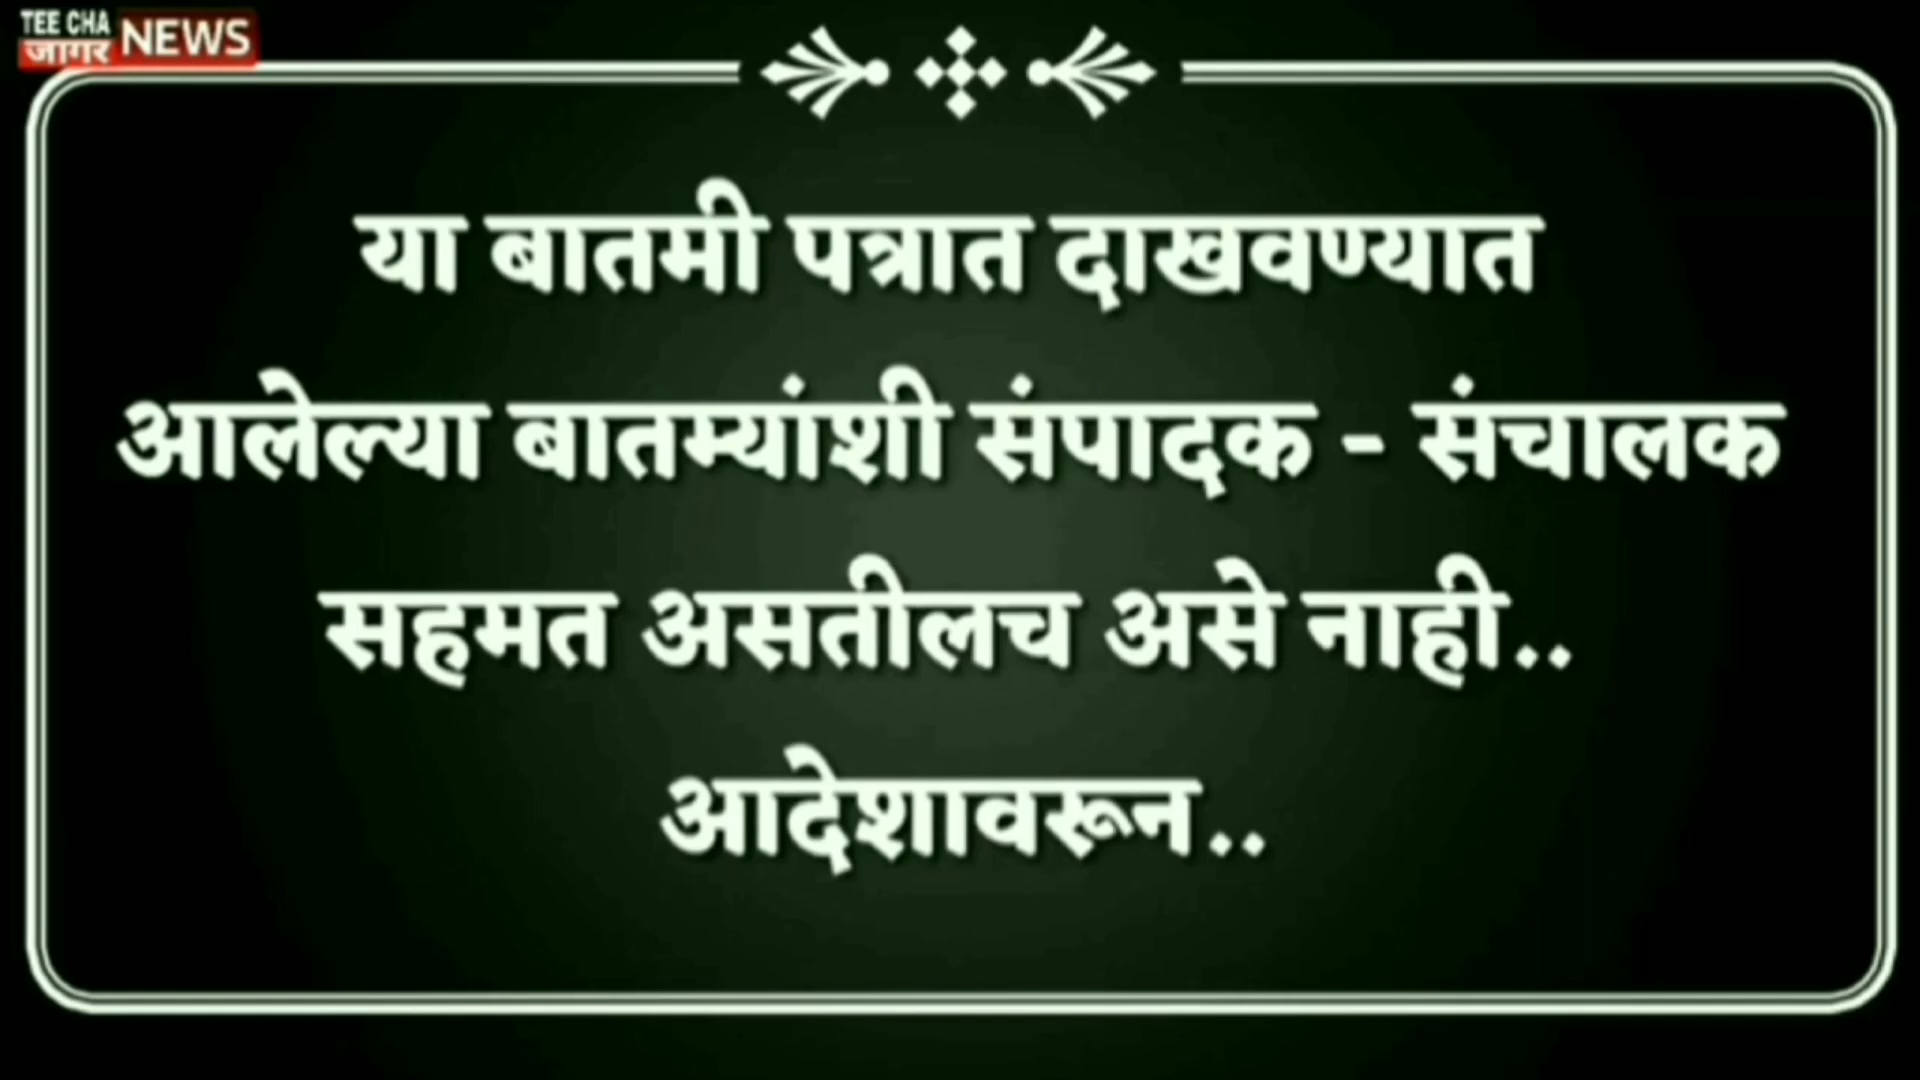 TEE CHA
जागर NEWS
या बातमी पत्रात दाखवण्यात
आलेल्या बातम्यांशी संपादक - संचालक
सहमत असतीलच असे नाही..
आदेशावरून..